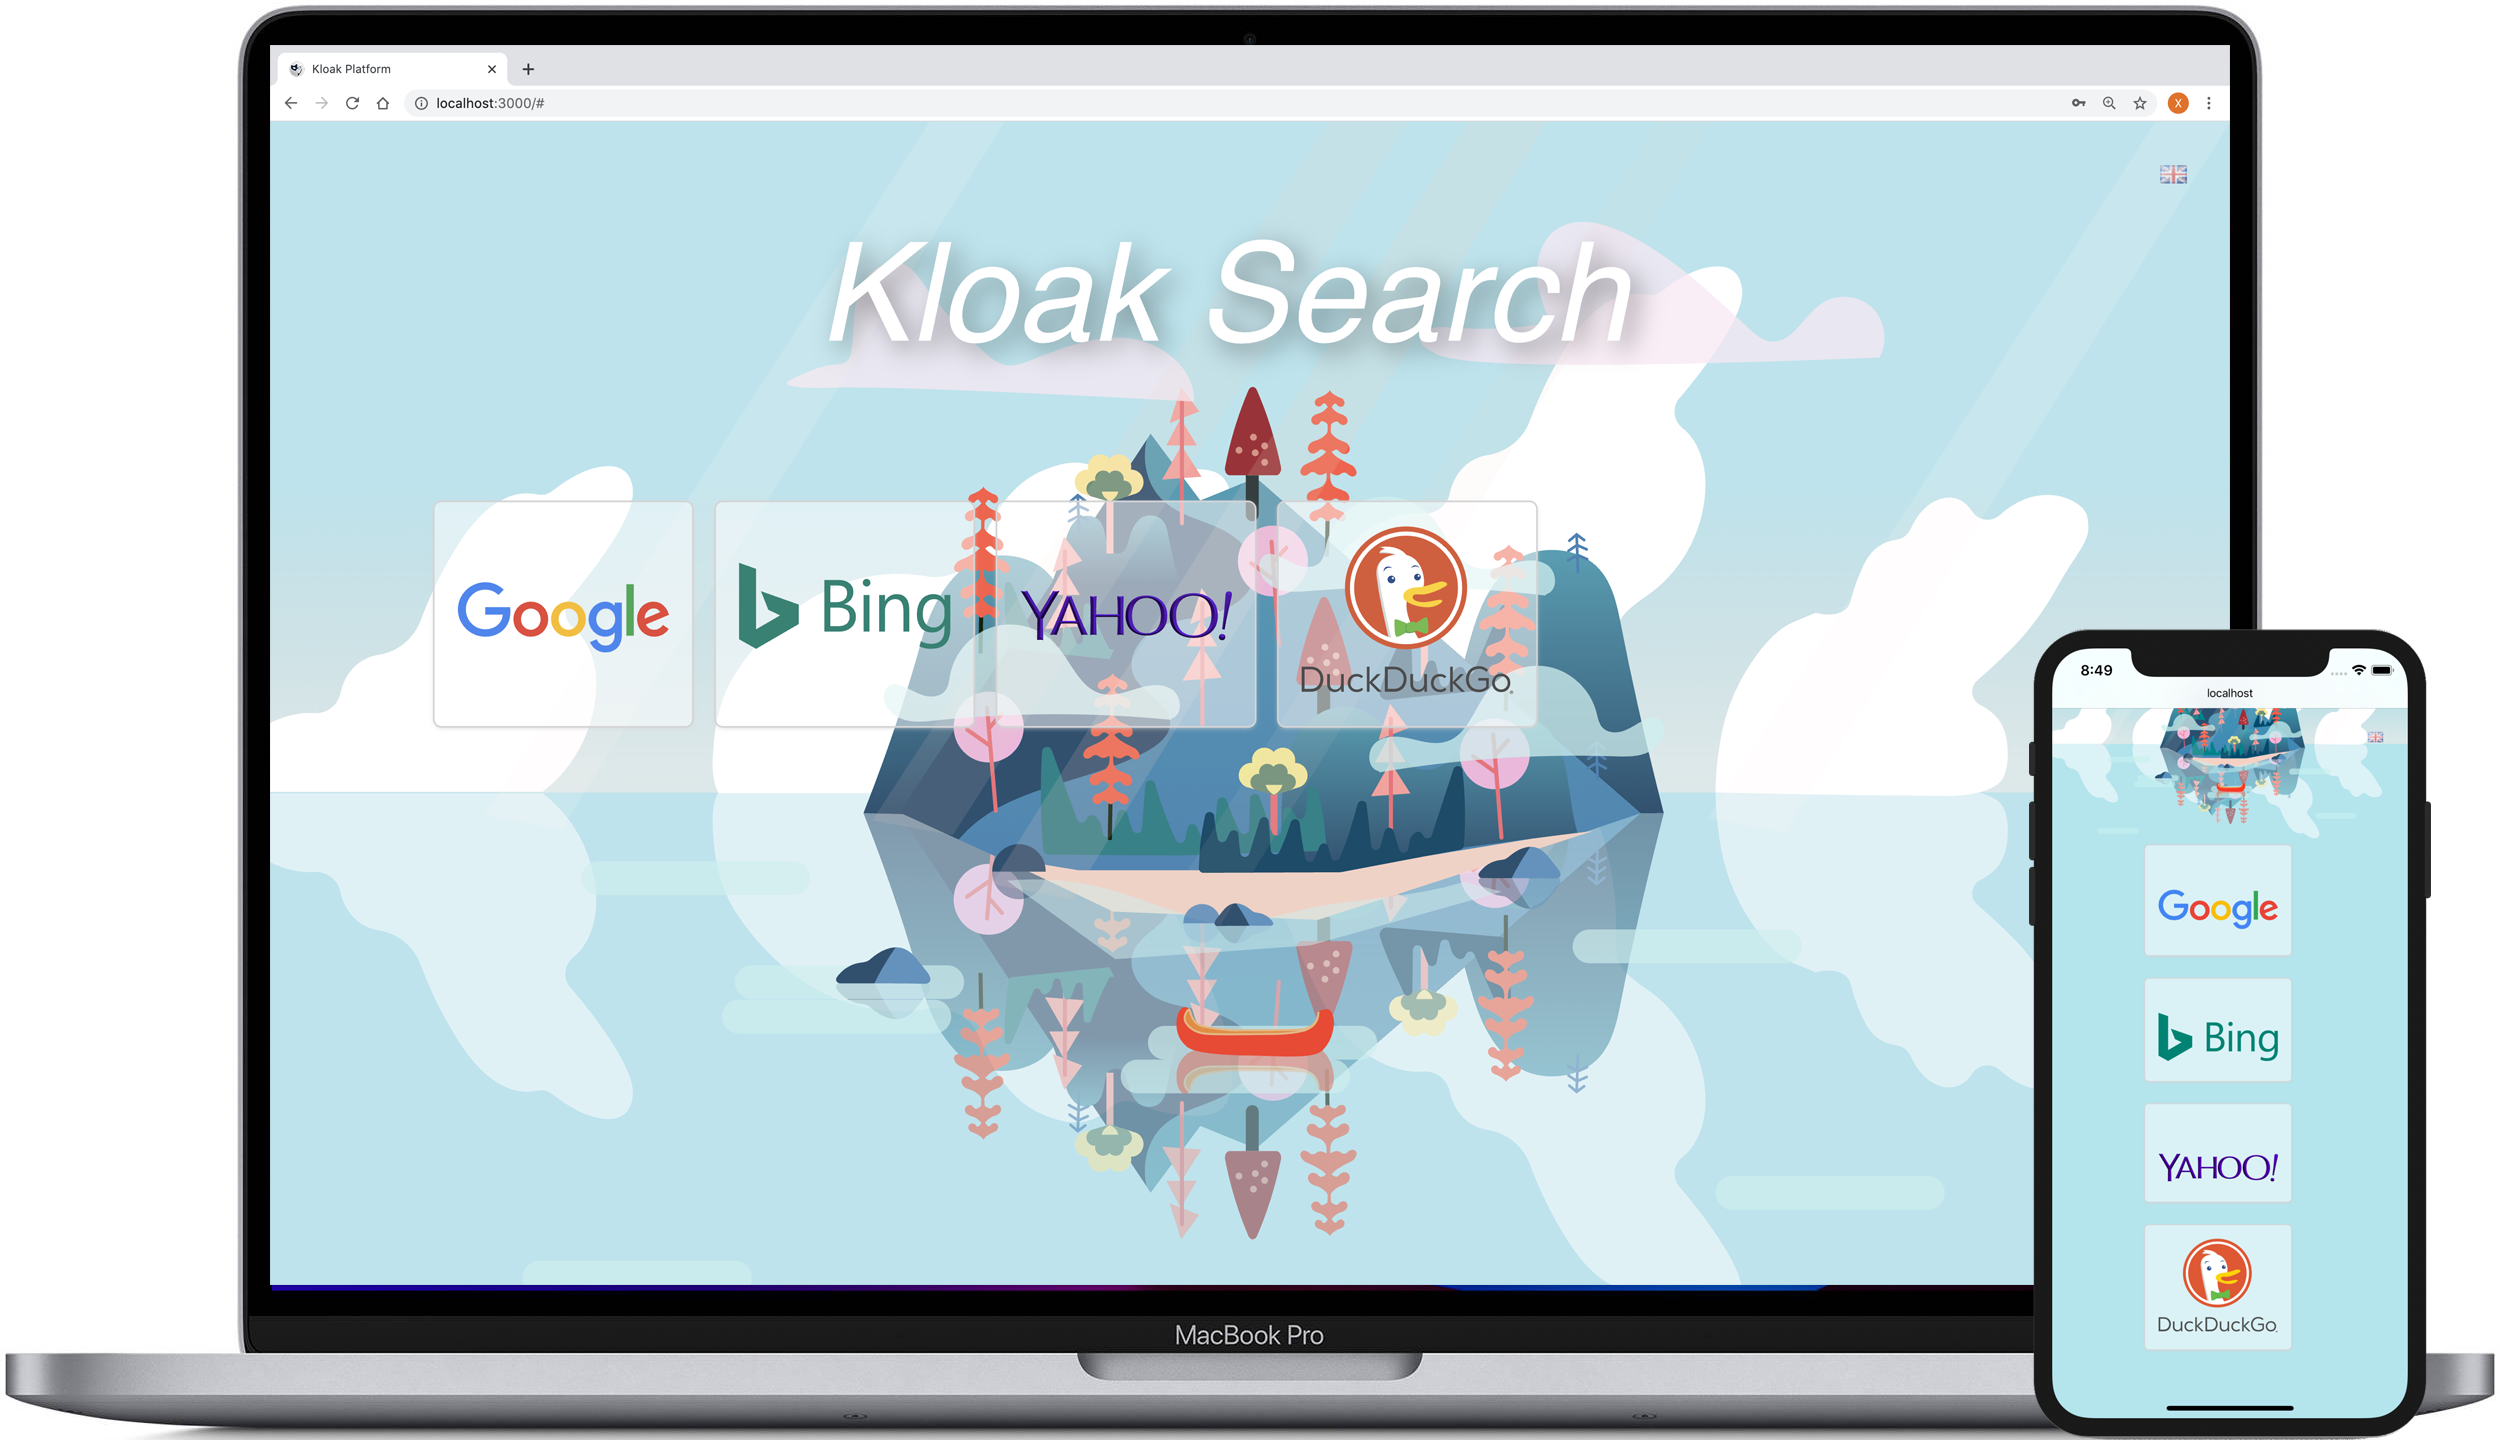 Kloak Platform
localhost:3000/#
X
Kloak Search
Google
Bing
YAHOO!
DuckDuckGo
MacBook Pro
8:49
localhost
Google
Bing
YAHOO!
DuckDuckGo